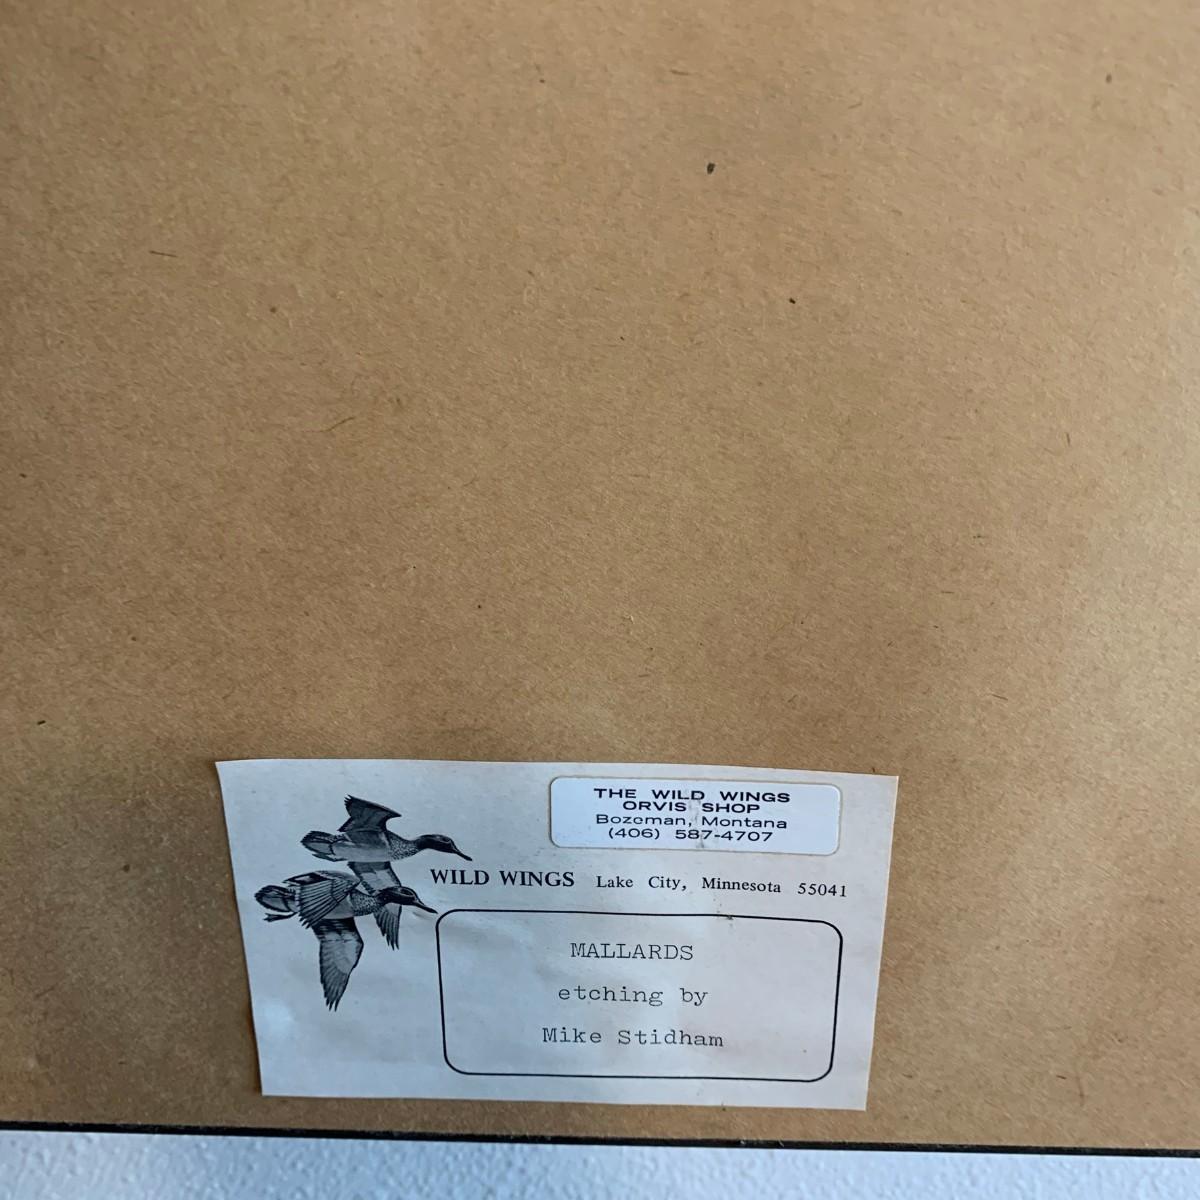 THE WILD WINGS
ORVIS SHOP
Bozeman, Montana
(406) 587-4707
WILD WINGS Lake City, Minnesota 55041
MALLARDS
etching by
Mike Stidham